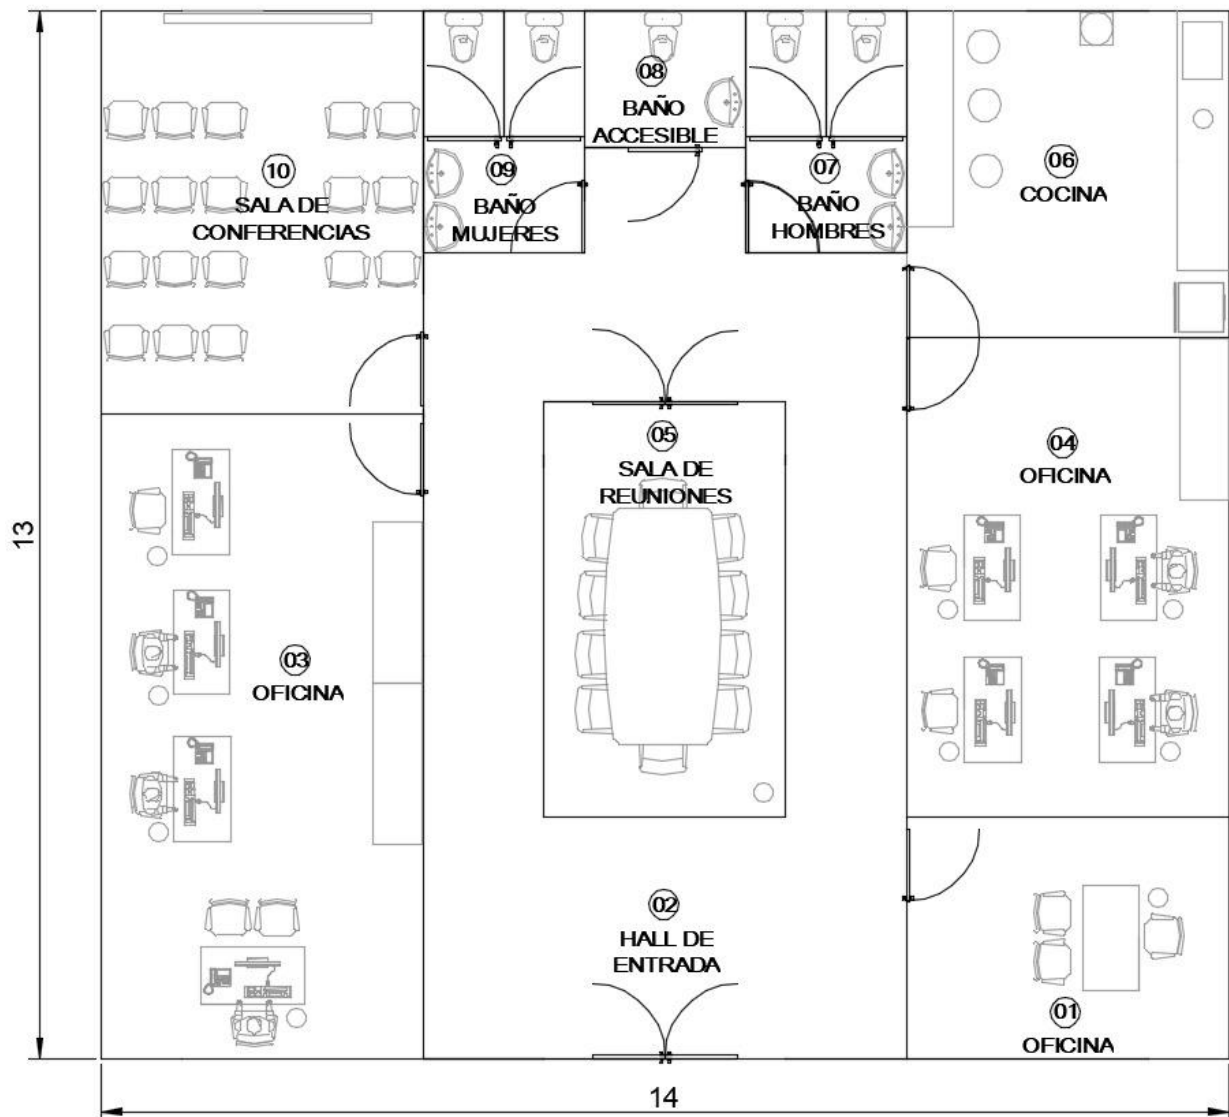 08
BAÑO
ACCESIBLE
10
SALA DE
CONFERENCIAS
09
BAÑO
MUJERES
07
BAÑO
HOMBRES
06
COCINA
05
SALA DE
REUNIONES
04
OFICINA
13
03
OFICINA
02
HALL DE
ENTRADA
01
OFICINA
14